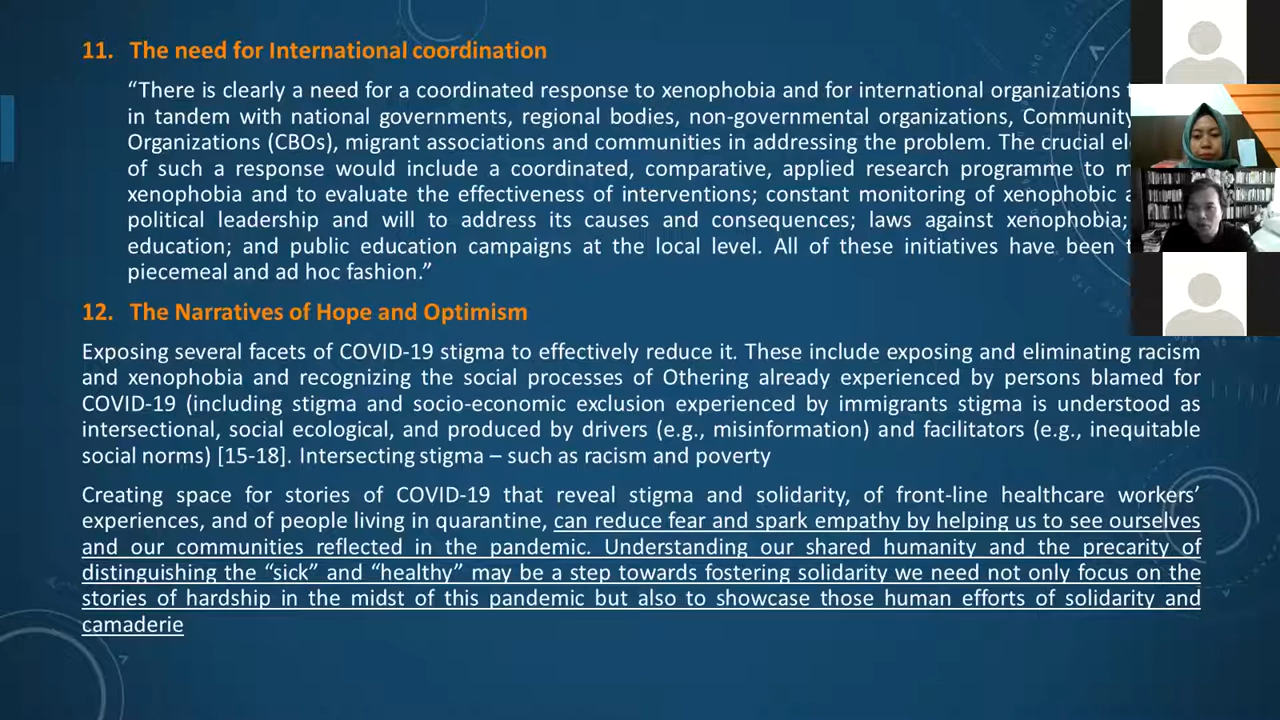 11. The need for International coordination
“There is clearly a need for a coordinated response to xenophobia and for international organizations
in tandem with national governments, regional bodies, non-governmental organizations, Community
Organizations (CBOs), migrant associations and communities in addressing the problem. The crucial
of such a response would include a coordinated, comparative, applied research programme to
xenophobia and to evaluate the effectiveness of interventions; constant monitoring of xenophobic
political leadership and will to address its causes and consequences; laws against xenophobia;
education; and public education campaigns at the local level. All of these initiatives have been
piecemeal and ad hoc fashion.”
12. The Narratives of Hope and Optimism
Exposing several facets of COVID-19 stigma to effectively reduce it. These include exposing and eliminating racism
and xenophobia and recognizing the social processes of Othering already experienced by persons blamed for
COVID-19 (including stigma and socio-economic exclusion experienced by immigrants stigma is understood as
intersectional, social ecological, and produced by drivers (e.g., misinformation) and facilitators (e.g., inequitable
social norms) [15-18]. Intersecting stigma – such as racism and poverty
Creating space for stories of COVID-19 that reveal stigma and solidarity, of front-line healthcare workers’
experiences, and of people living in quarantine, can reduce fear and spark empathy by helping us to see ourselves
and our communities reflected in the pandemic. Understanding our shared humanity and the precarity of
distinguishing the “sick” and “healthy” may be a step towards fostering solidarity we need not only focus on the
stories of hardship in the midst of this pandemic but also to showcase those human efforts of solidarity and
camaderie